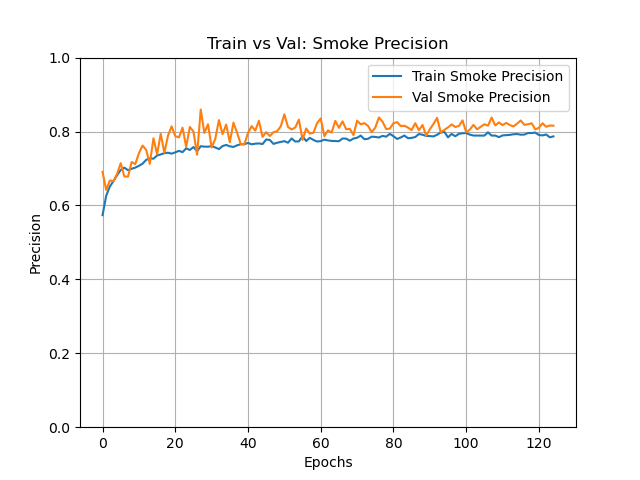 Train vs Val: Smoke Precision
Train Smoke Precision
Val Smoke Precision
Precision
1.0
0.8
0.6
0.4
0.2
0.0
0 20 40 60 80 100 120
Epochs